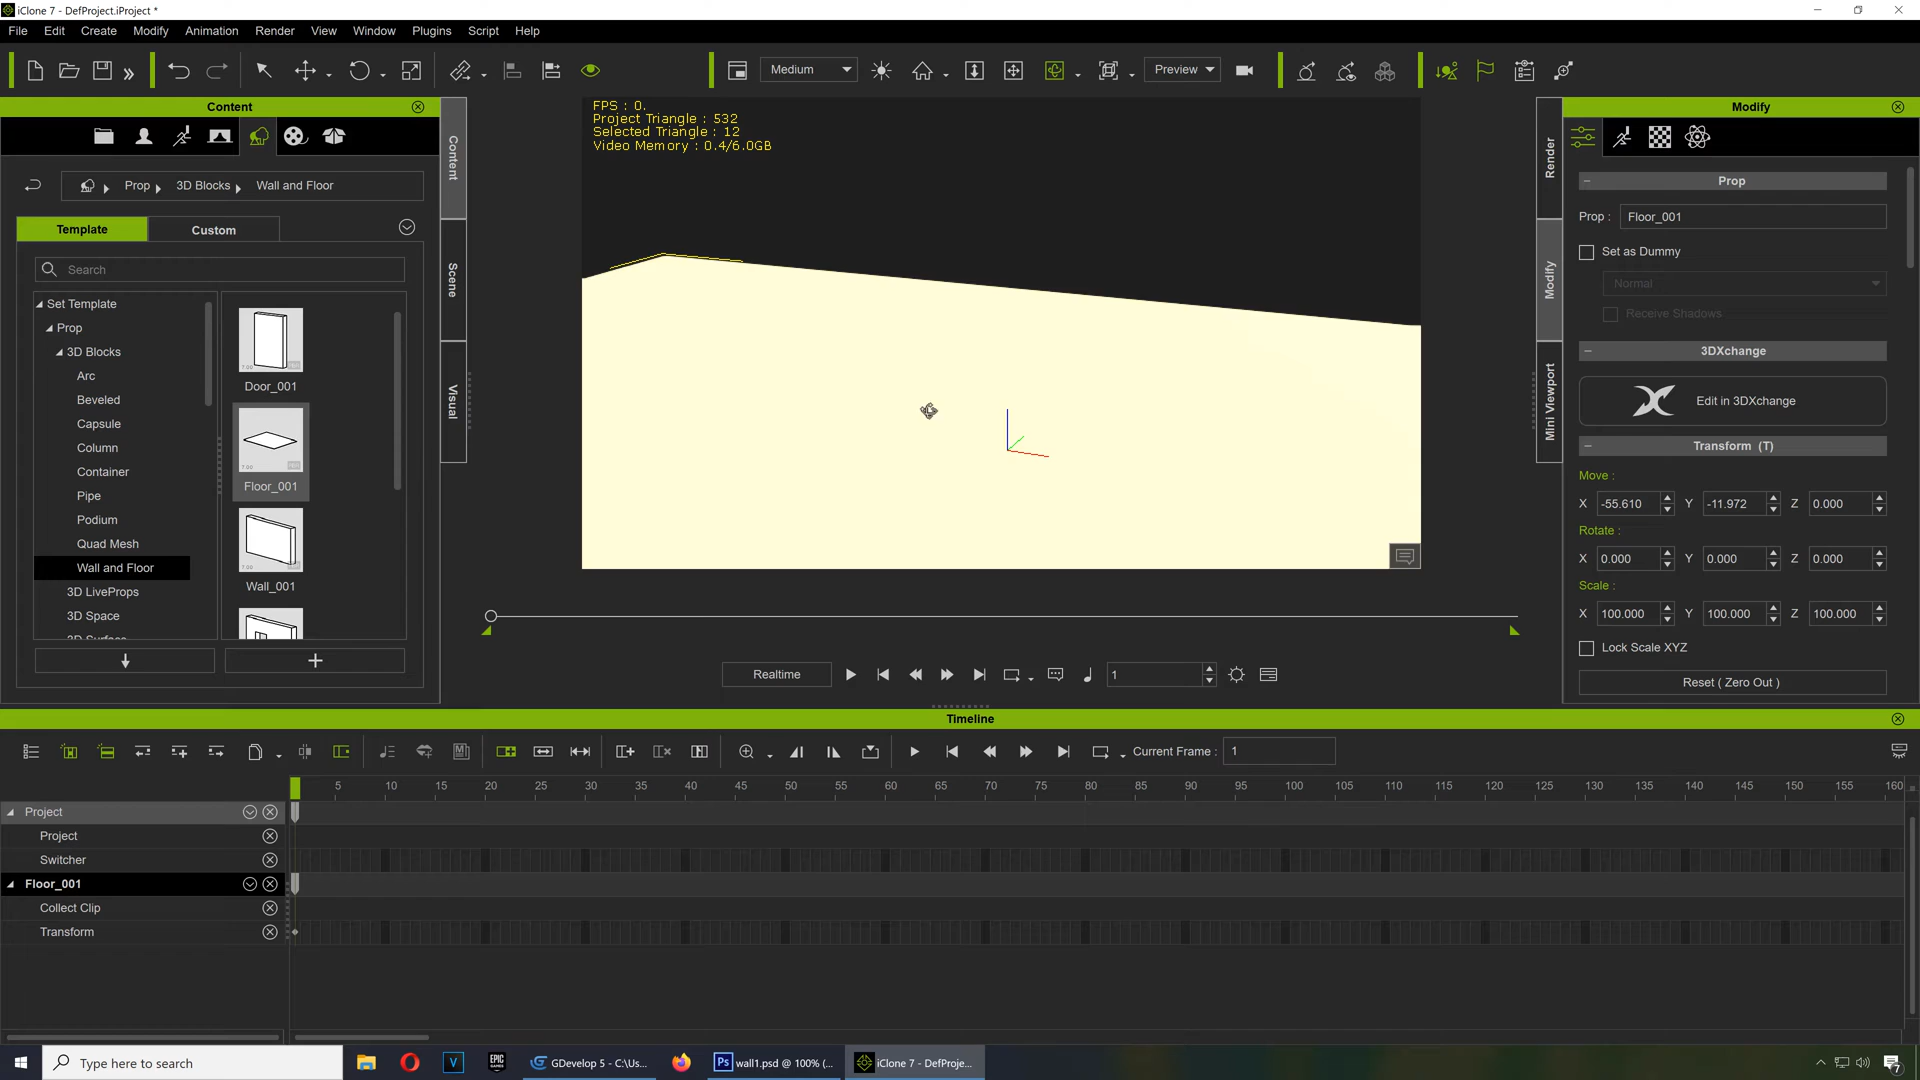 iClone 7 - DefProject.iProject *
File Edit Create Modify Animation Render View Window Plugins Script Help
Medium Preview
Content
Prop 3D Blocks Wall and Floor
Template Custom
Search
Set Template
Prop
3D Blocks
Arc
Beveled
Capsule
Column
Container
Pipe
Podium
Quad Mesh
Wall and Floor
3D LiveProps
3D Space
3D Surface
Door_001
Floor_001
Wall_001
Content
Scene
Visual
FPS : 0.
Project Triangle : 532
Selected Triangle : 12
Video Memory : 0.4/6.0GB
Realtime 1
Render
Modify
Mini Viewport
Modify
Prop
Prop : Floor_001
Set as Dummy
Normal
Receive Shadows
3DXchange
Edit in 3DXchange
Transform (T)
Move :
X -55.610 Y -11.972 Z 0.000
Rotate :
X 0.000 Y 0.000 Z 0.000
Scale :
X 100.000 Y 100.000 Z 100.000
Lock Scale XYZ
Reset ( Zero Out )
Timeline
Current Frame : 1
5 10 15 20 25 30 35 40 45 50 55 60 65 70 75 80 85 90 95 100 105 110 115 120 125 130 135 140 145 150 155 160
Project
Project
Switcher
Floor_001
Collect Clip
Transform
Type here to search
GDevelop 5 - C:\Us...
wall1.psd @ 100% (...
iClone 7 - DefProje...
7